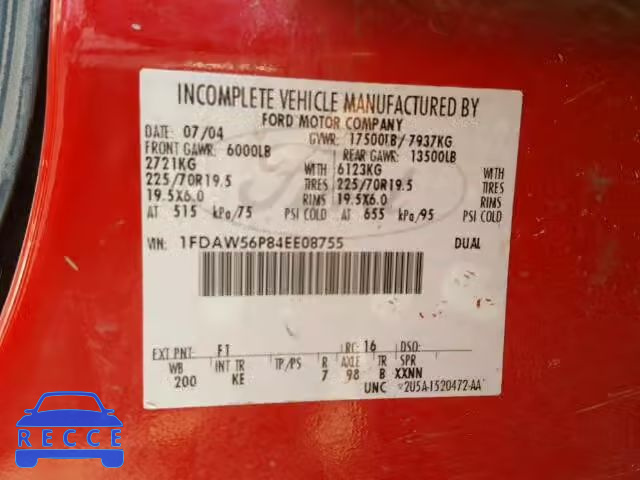 INCOMPLETE VEHICLE MANUFACTURED BY
FORD MOTOR COMPANY
DATE: 07/04 GVWR: 17500LB/ 7937KG
FRONT GAWR: 6000LB REAR GAWR: 13500LB
2721KG WITH 6123KG WITH
225/70R19.5 TIRES 225/70R19.5 TIRES
19.5X6.0 RIMS 19.5X6.0 RIMS
AT 515 kPa/75 PSI COLD AT 655 kPa/95 PSI COLD
VIN: 1FDAW56P84EE08755 DUAL
EXT PNT: FT RC: 16 DSO:
WB INT TR TP/PS R AXLE TR SPR
200 KE 7 98 B XXNN
UNC 2U5A-1520472-AA
RECCE